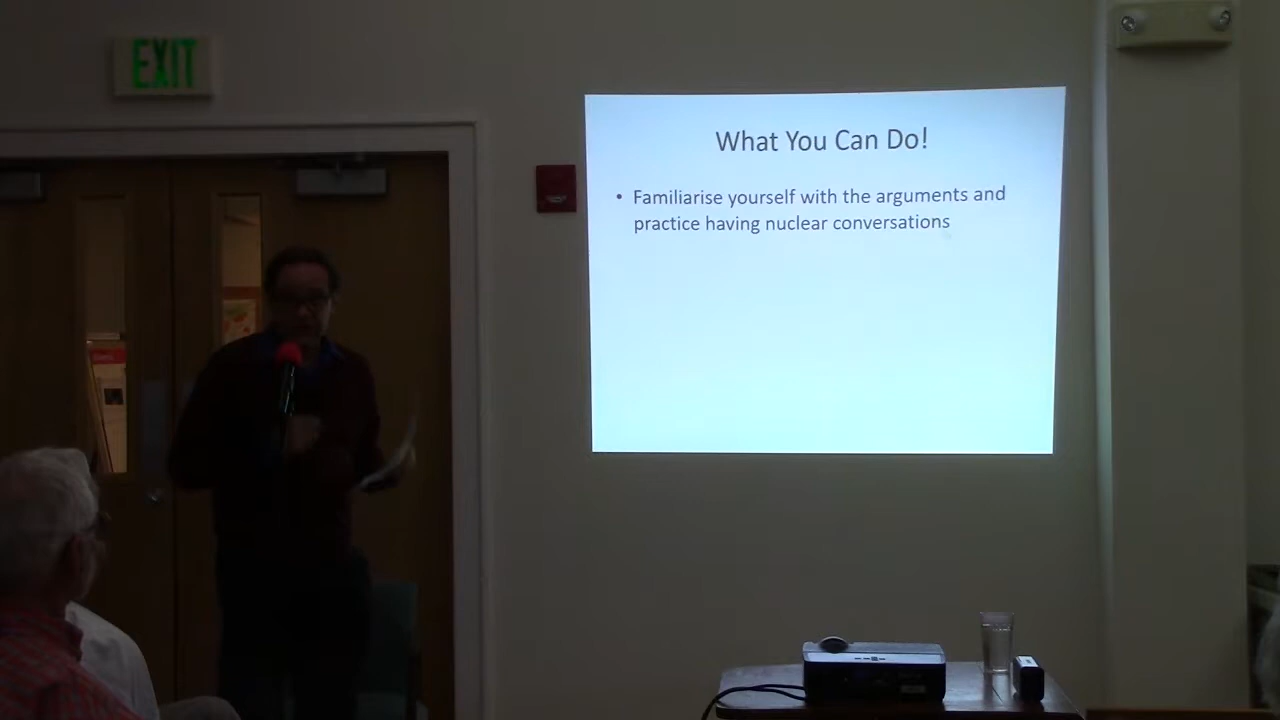 EXIT
What You Can Do!
• Familiarise yourself with the arguments and
practice having nuclear conversations